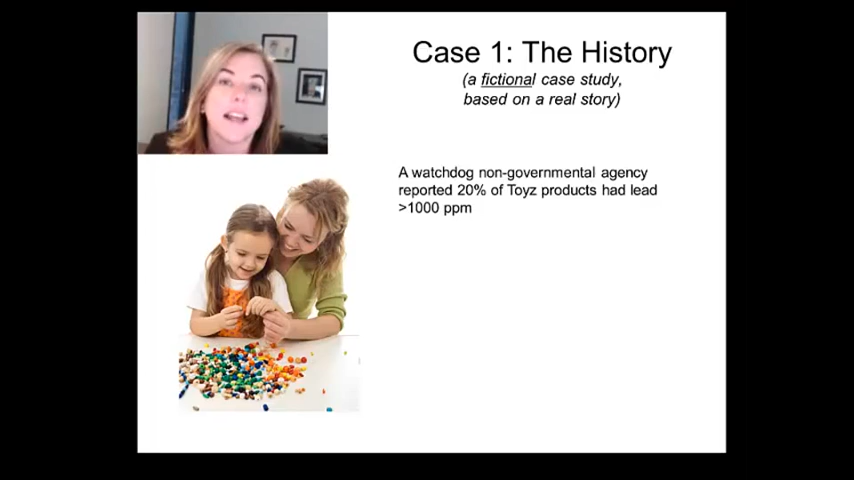 Case 1: The History
(a fictional case study,
based on a real story)
A watchdog non-governmental agency
reported 20% of Toyz products had lead
>1000 ppm